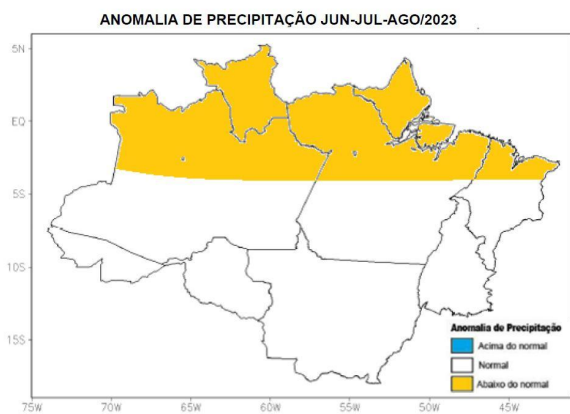 ANOMALIA DE PRECIPITAÇÃO JUN-JUL-AGO/2023
5N
EQ
5S
10S
15S
75W 70W 65W 60W 55W 50W 45W
Anomalia de Precipitação
Acima do normal
Normal
Abaixo do normal